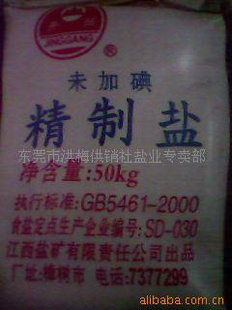 JINGGANG
®
未加碘
精制盐
东莞市洪梅供销社盐业专卖部
净含量:50kg
执行标准:GB5461-2000
食盐定点生产企业编号:SD-030
江西盐矿有限责任公司出品
厂址:樟树市 电话:7377299
alibaba.com.cn